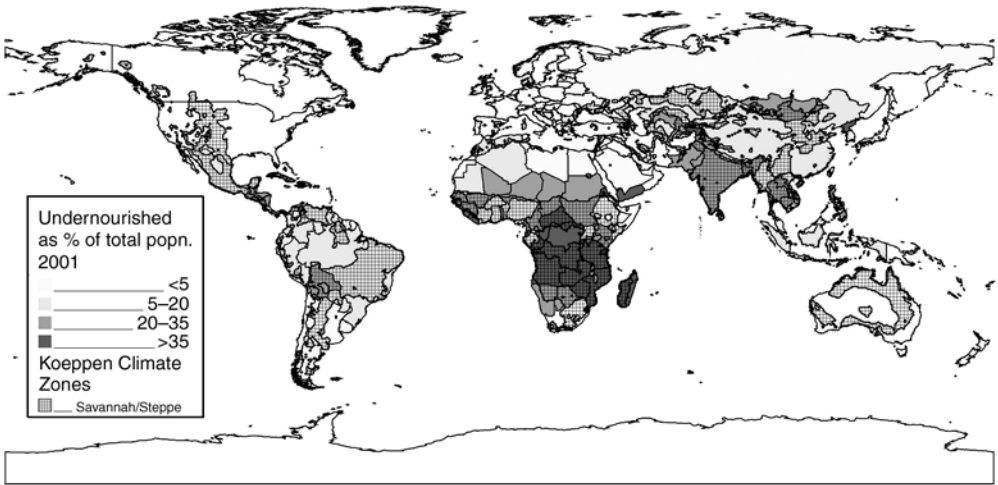 Undernourished
as % of total popn.
2001
<5
5–20
20–35
>35
Koeppen Climate
Zones
Savannah/Steppe